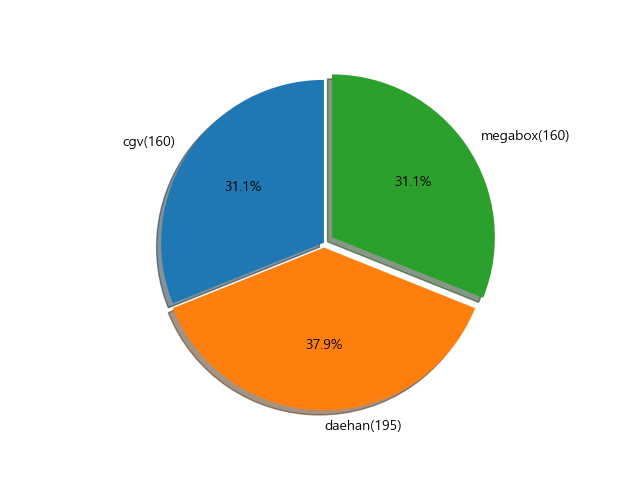 megabox(160)
cgv(160)
31.1%
31.1%
37.9%
daehan(195)